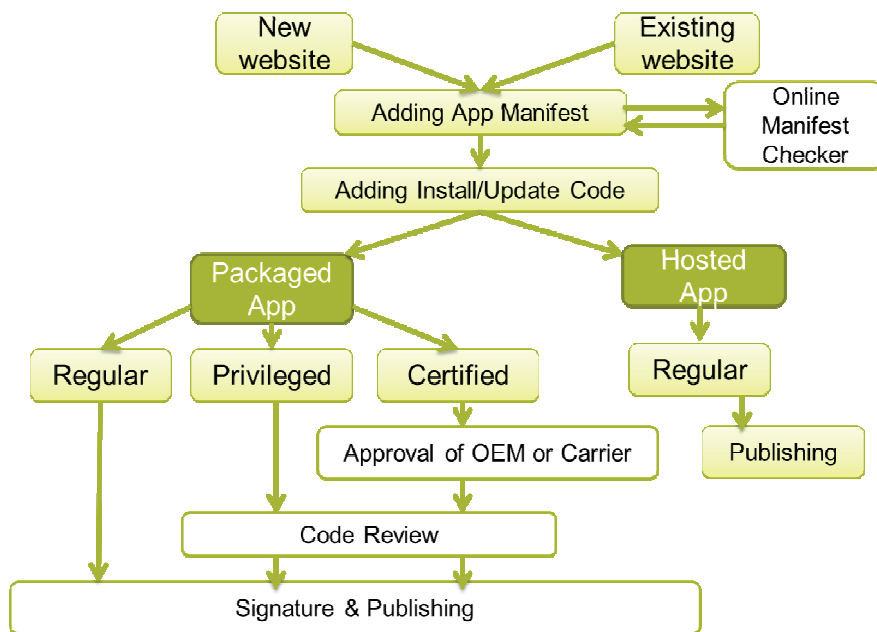 New
website
Existing
website
Adding App Manifest
Online
Manifest
Checker
Adding Install/Update Code
Packaged
App
Hosted
App
Regular
Privileged
Certified
Regular
Approval of OEM or Carrier
Publishing
Code Review
Signature & Publishing